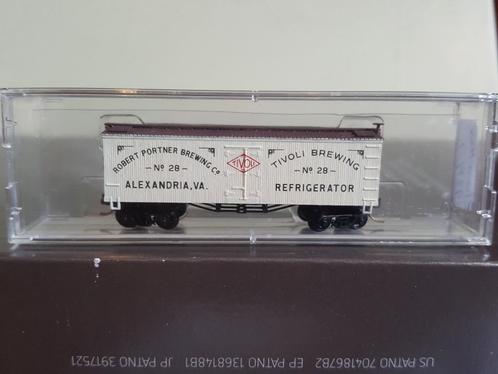 ROBERT PORTNER BREWING Co
Nº 28
ALEXANDRIA, VA.
TIVOLI
TIVOLI BREWING
Nº 28
REFRIGERATOR
US PATNO 7041867B2 EP PATNO 1368148B1 JP PATNO 3917521